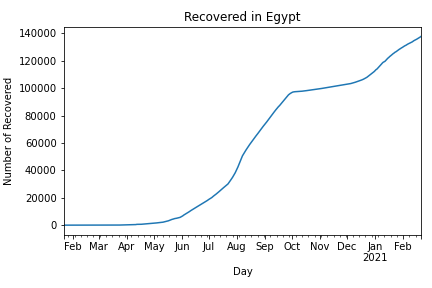 Recovered in Egypt
140000
120000
100000
80000
60000
40000
20000
0
Number of Recovered
Feb Mar Apr May Jun Jul Aug Sep Oct Nov Dec Jan Feb
2021
Day